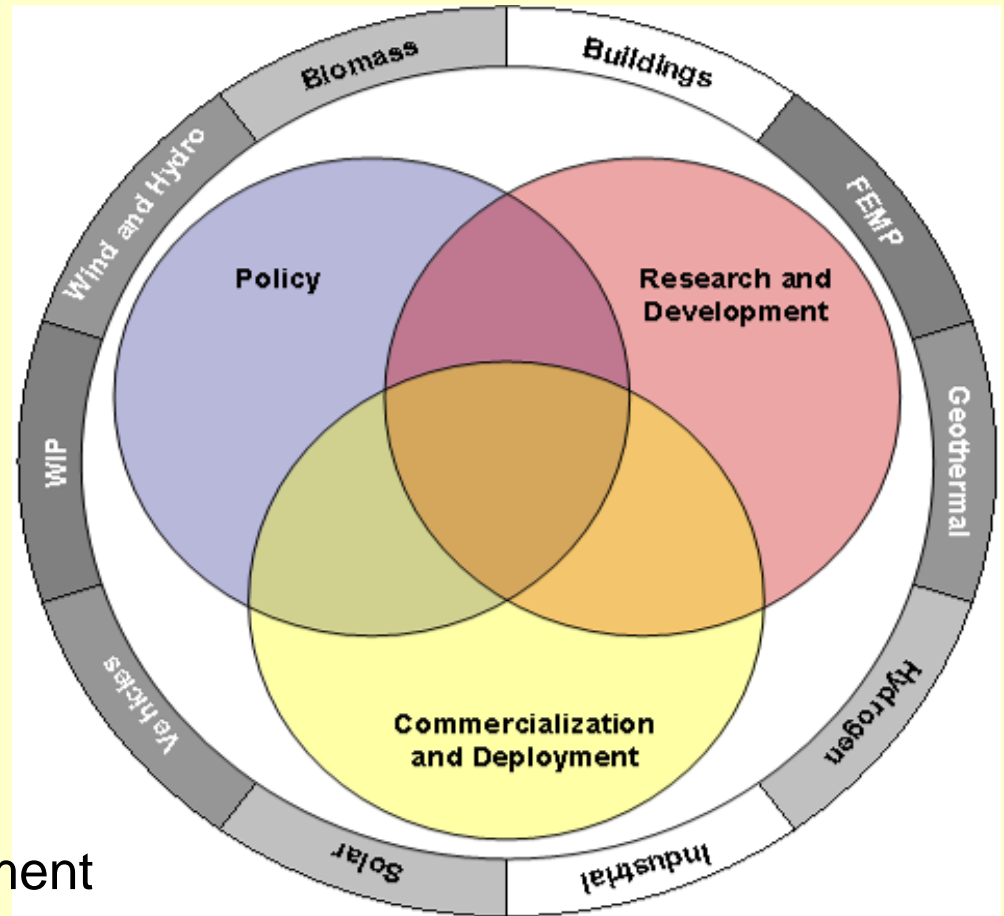 Biomass
Buildings
Wind and Hydro
FEMP
Policy
Research and
Development
WIP
Geothermal
Vehicles
Hydrogen
Commercialization
and Deployment
Solar
Industrial